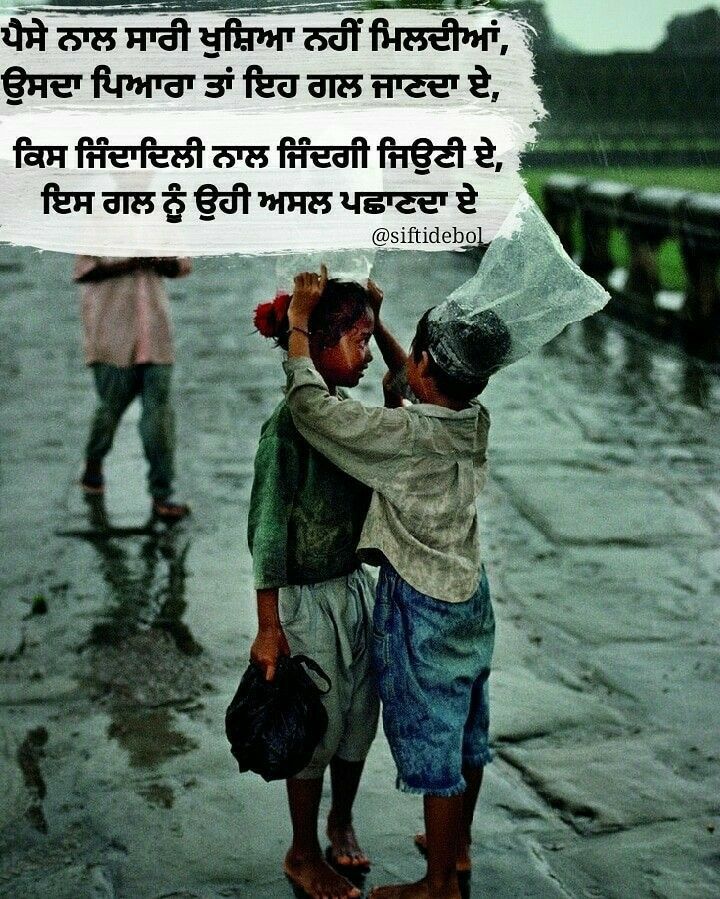 ਪੈਸੇ ਨਾਲ ਸਾਰੀ ਖੁਸ਼ਿਆ ਨਹੀਂ ਮਿਲਦੀਆਂ,
ਉਸਦਾ ਪਿਆਰਾ ਤਾਂ ਇਹ ਗਲ ਜਾਣਦਾ ਏ,
ਕਿਸ ਜਿੰਦਾਦਿਲੀ ਨਾਲ ਜਿੰਦਗੀ ਜਿਉਣੀ ਏ,
ਇਸ ਗਲ ਨੂੰ ਉਹੀ ਅਸਲ ਪਛਾਣਦਾ ਏ
@siftidebol